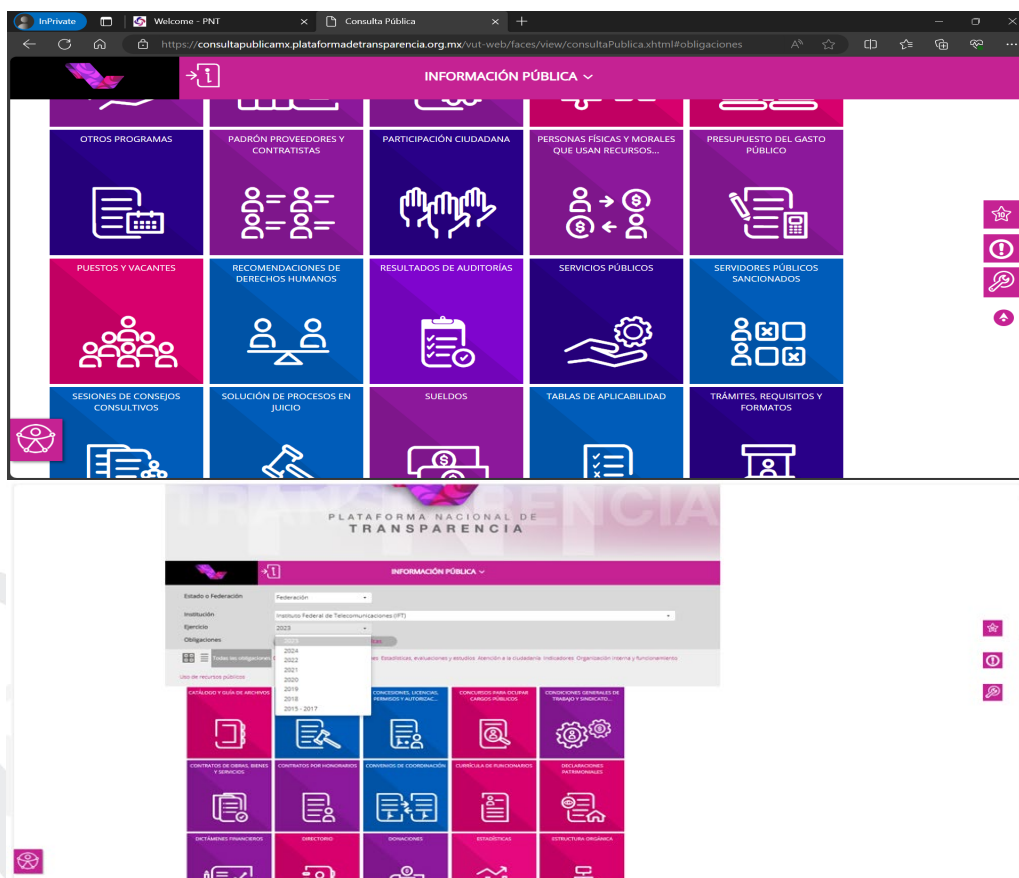 InPrivate
Welcome - PNT
Consulta Pública
https://consultapublicamx.plataformadetransparencia.org.mx/vut-web/faces/view/consultaPublica.xhtml#obligaciones
INFORMACIÓN PÚBLICA
OTROS PROGRAMAS
PADRÓN PROVEEDORES Y
CONTRATISTAS
PARTICIPACIÓN CIUDADANA
PERSONAS FÍSICAS Y MORALES
QUE USAN RECURSOS...
PRESUPUESTO DEL GASTO
PÚBLICO
PUESTOS Y VACANTES
RECOMENDACIONES DE
DERECHOS HUMANOS
RESULTADOS DE AUDITORÍAS
SERVICIOS PÚBLICOS
SERVIDORES PÚBLICOS
SANCIONADOS
SESIONES DE CONSEJOS
CONSULTIVOS
SOLUCIÓN DE PROCESOS EN
JUICIO
SUELDOS
TABLAS DE APLICABILIDAD
TRÁMITES, REQUISITOS Y
FORMATOS
PLATAFORMA NACIONAL DE
TRANSPARENCIA
INFORMACIÓN PÚBLICA
Estado o Federación
Federación
Institución
Instituto Federal de Telecomunicaciones (IFT)
Ejercicio
2023
Obligaciones
2023
2024
2022
2021
2020
2019
2018
2015 - 2017
Todas las obligaciones
Estadísticas, evaluaciones y estudios
Atención a la ciudadanía
Indicadores
Organización interna y funcionamiento
Uso de recursos públicos
CATÁLOGO Y GUÍA DE ARCHIVOS
CONCESIONES, LICENCIAS,
PERMISOS Y AUTORIZAC...
CONCURSOS PARA OCUPAR
CARGOS PÚBLICOS
CONDICIONES GENERALES DE
TRABAJO Y SINDICATO...
CONTRATOS DE OBRAS, BIENES
Y SERVICIOS
CONTRATOS POR HONORARIOS
CONVENIOS DE COORDINACIÓN
CURRÍCULA DE FUNCIONARIOS
DECLARACIONES
PATRIMONIALES
DICTÁMENES FINANCIEROS
DIRECTORIO
DONACIONES
ESTADÍSTICAS
ESTRUCTURA ORGÁNICA